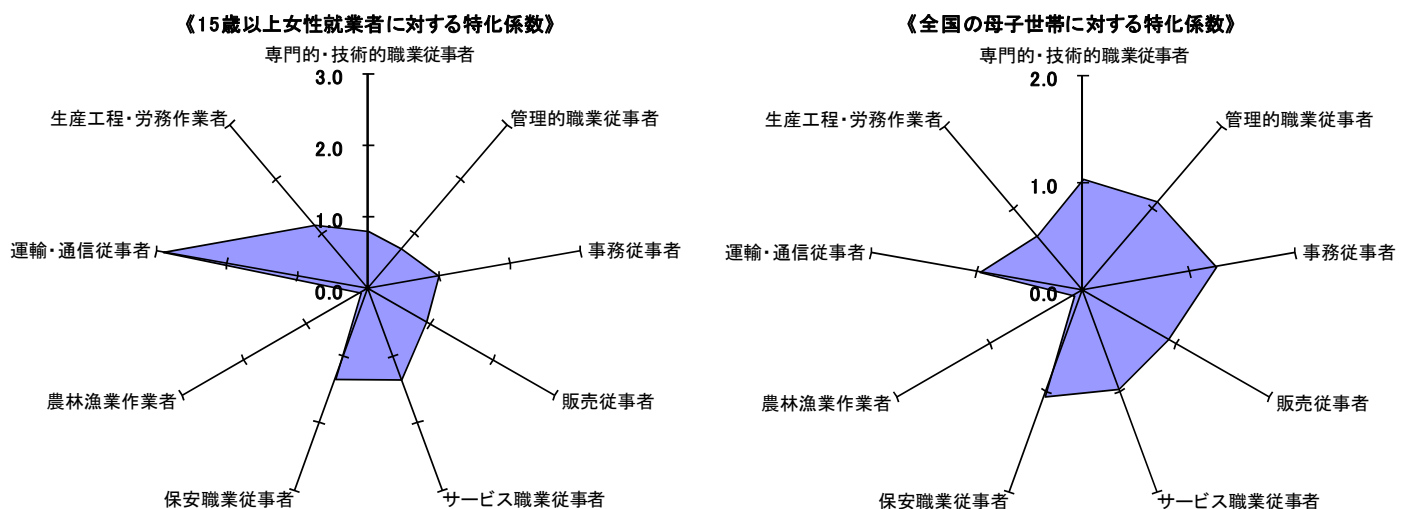 《15歳以上女性就業者に対する特化係数》
専門的・技術的職業従事者
3.0
2.0
1.0
0.0
管理的職業従事者
事務従事者
販売従事者
サービス職業従事者
保安職業従事者
農林漁業作業者
運輸・通信従事者
生産工程・労務作業者
《全国の母子世帯に対する特化係数》
専門的・技術的職業従事者
2.0
1.0
0.0
管理的職業従事者
事務従事者
販売従事者
サービス職業従事者
保安職業従事者
農林漁業作業者
運輸・通信従事者
生産工程・労務作業者